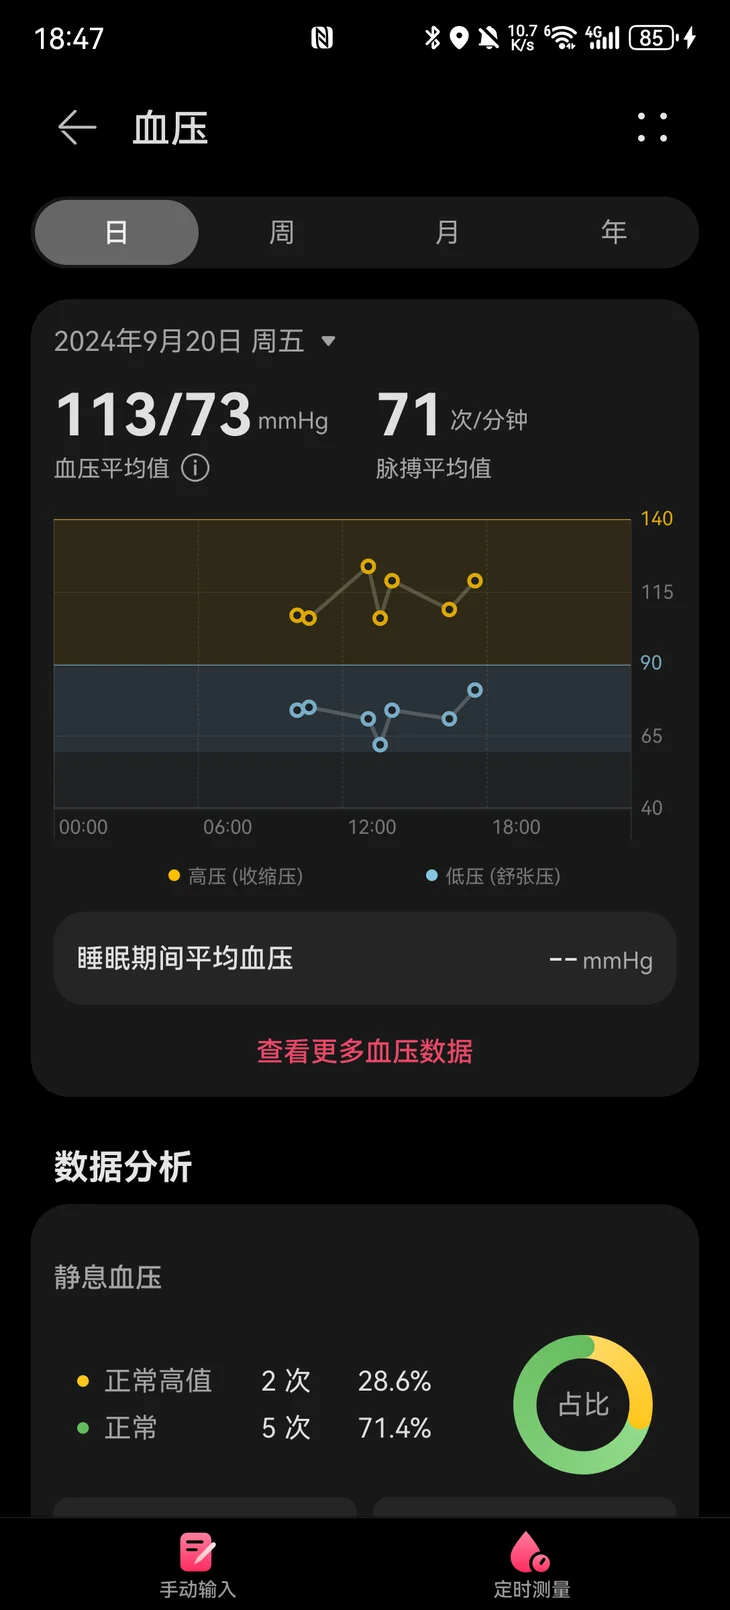 18:47
10.7 K/s 6 4G 85
血压
日 周 月 年
2024年9月20日 周五
113/73 mmHg 71 次/分钟
血压平均值 脉搏平均值
140
115
90
65
40
00:00 06:00 12:00 18:00
高压 (收缩压) 低压 (舒张压)
睡眠期间平均血压 -- mmHg
查看更多血压数据
数据分析
静息血压
正常高值 2 次 28.6%
占比
正常 5 次 71.4%
手动输入 定时测量